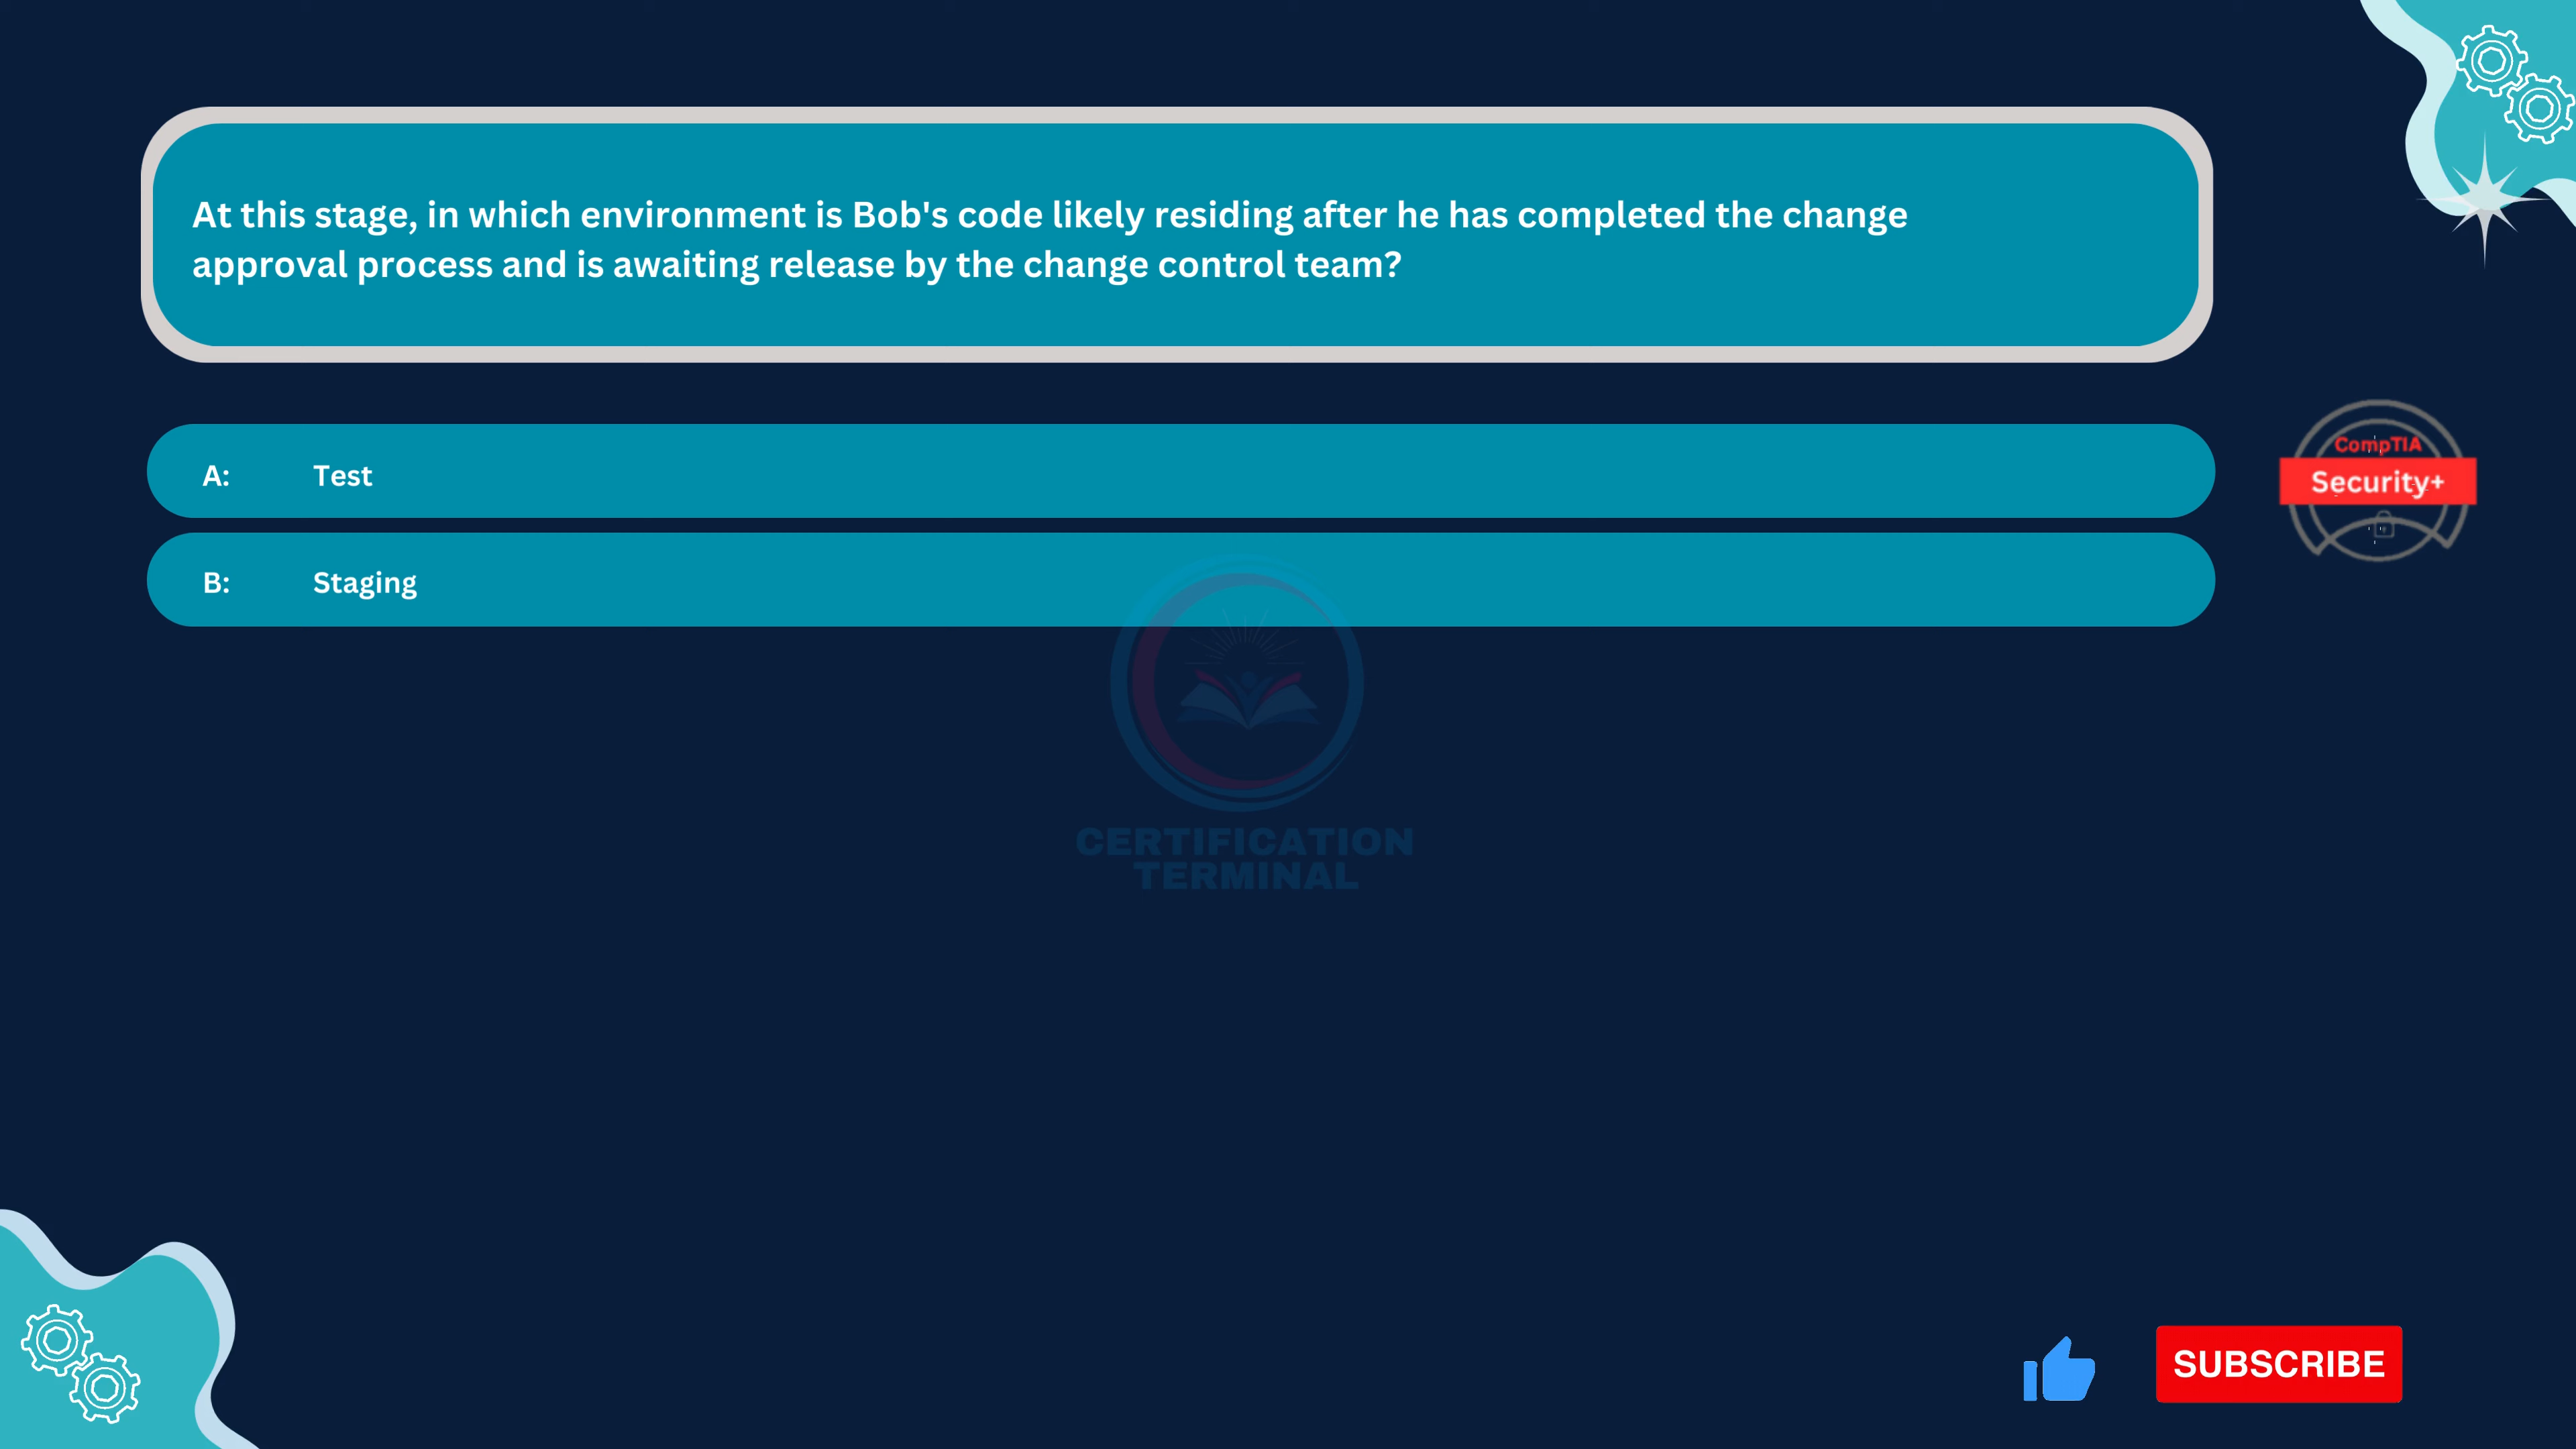 At this stage, in which environment is Bob's code likely residing after he has completed the change
approval process and is awaiting release by the change control team?
CompTIA
Security+
A: Test
B: Staging
CERTIFICATION
TERMINAL
SUBSCRIBE